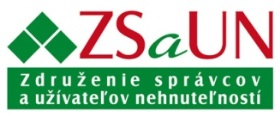 ZSaUN
Združenie správcov
a užívateľov nehnuteľností